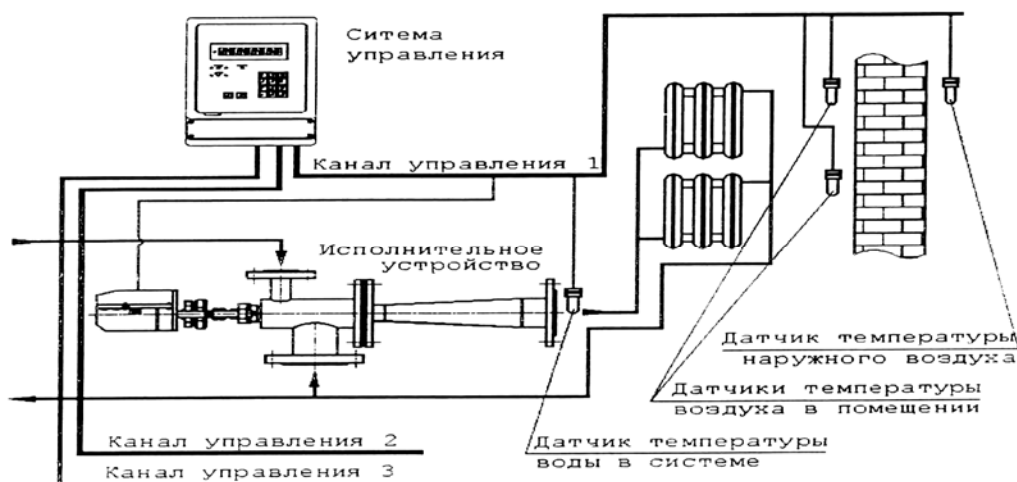 Ситема
управления
Канал управления 1
Исполнительное
устройство
Датчик температуры
наружного воздуха
Датчики температуры
воздуха в помещении
Канал управления 2
Датчик температуры
воды в системе
Канал управления 3